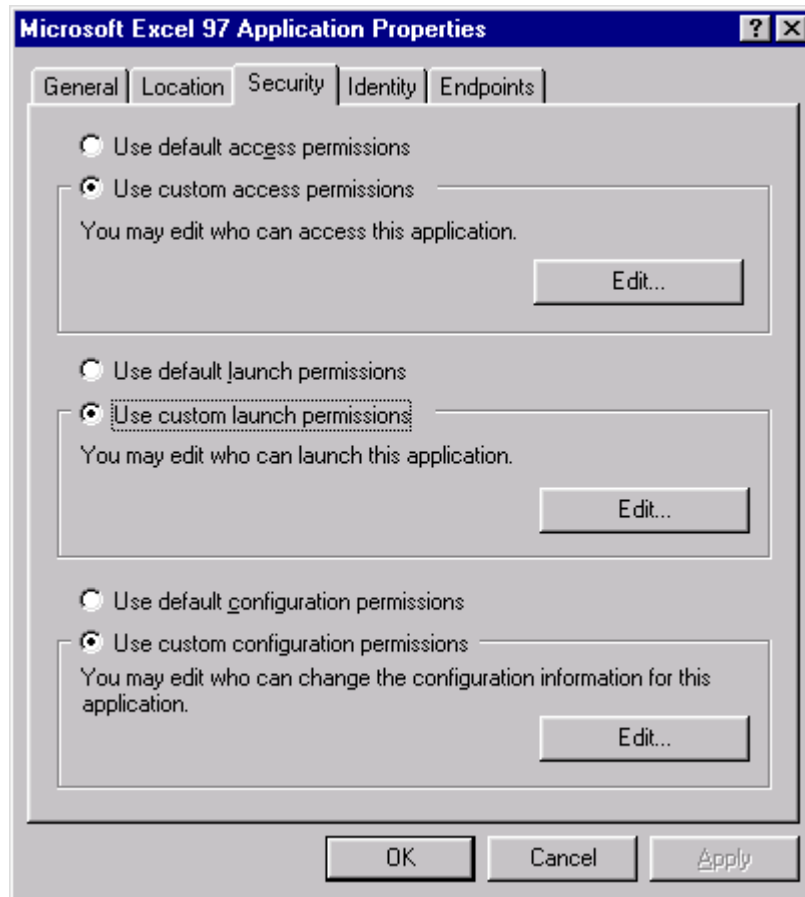 Microsoft Excel 97 Application Properties
General Location Security Identity Endpoints
Use default access permissions
Use custom access permissions
You may edit who can access this application.
Edit...
Use default launch permissions
Use custom launch permissions
You may edit who can launch this application.
Edit...
Use default configuration permissions
Use custom configuration permissions
You may edit who can change the configuration information for this
application.
Edit...
OK Cancel Apply